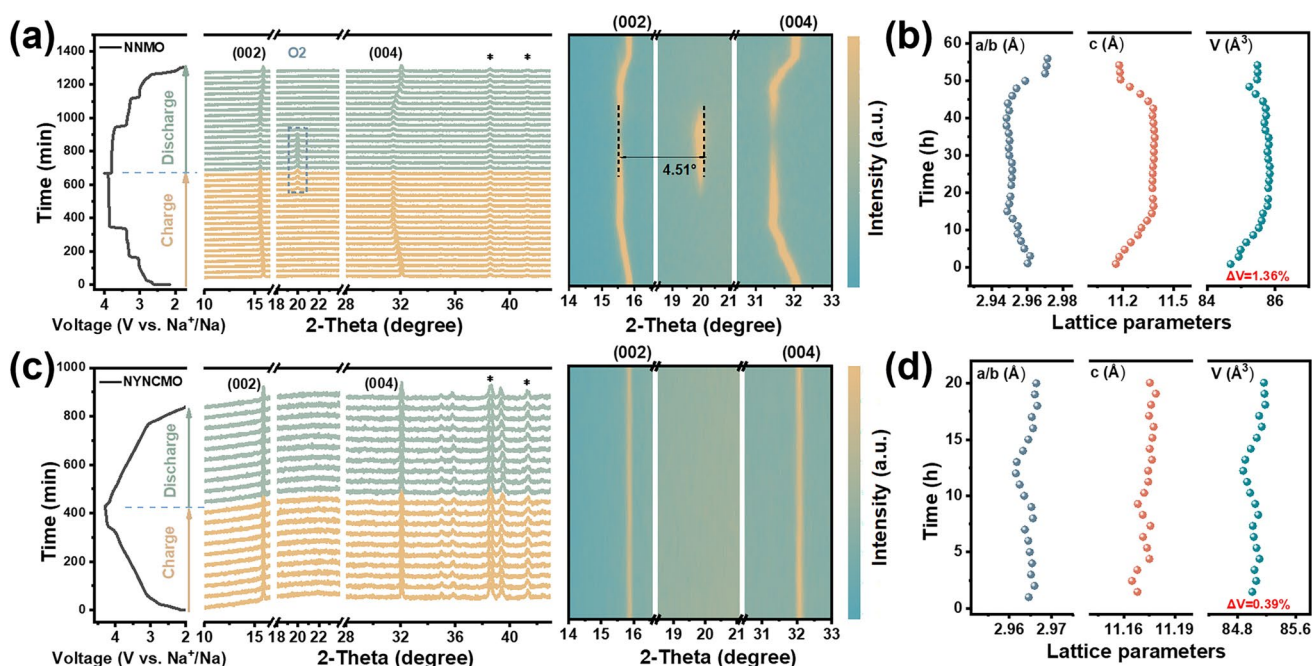 (a)
NNMO
Time (min)
1500
1400
1200
1000
800
600
400
200
0
Discharge
Charge
4 3 2
Voltage (V vs. Na⁺/Na)
(002) O2 (004) * *
10 15 18 20 22 28 32 36 40
2-Theta (degree)
(002) (004)
4.51°
14 15 16 19 20 21 31 32 33
2-Theta (degree)
Intensity (a.u.)
(b)
a/b (Å) c (Å) V (Å³)
Time (h)
60
50
40
30
20
10
0
ΔV=1.36%
2.94 2.96 2.98 11.2 11.5 84 86
Lattice parameters
(c)
NYNCMO
Time (min)
1000
900
800
700
600
500
400
300
200
100
0
Discharge
Charge
4 3 2
Voltage (V vs. Na⁺/Na)
(002) (004) * *
10 15 18 20 22 28 32 36 40
2-Theta (degree)
(002) (004)
14 15 16 19 20 21 31 32 33
2-Theta (degree)
Intensity (a.u.)
(d)
a/b (Å) c (Å) V (Å³)
Time (h)
20
15
10
5
0
ΔV=0.39%
2.96 2.97 11.16 11.19 84.8 85.6
Lattice parameters